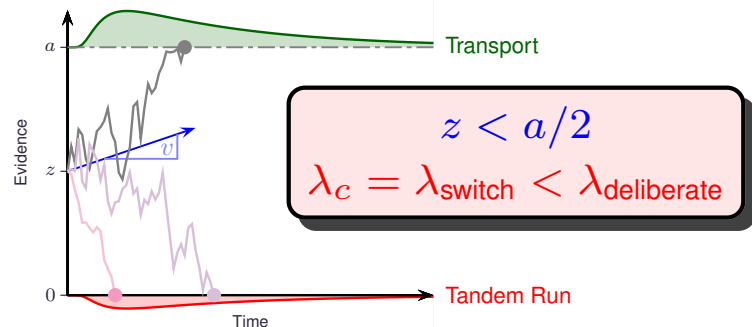 a
Transport
Evidence
z
v
z < a/2
λ_c = λ_switch < λ_deliberate
0
Tandem Run
Time